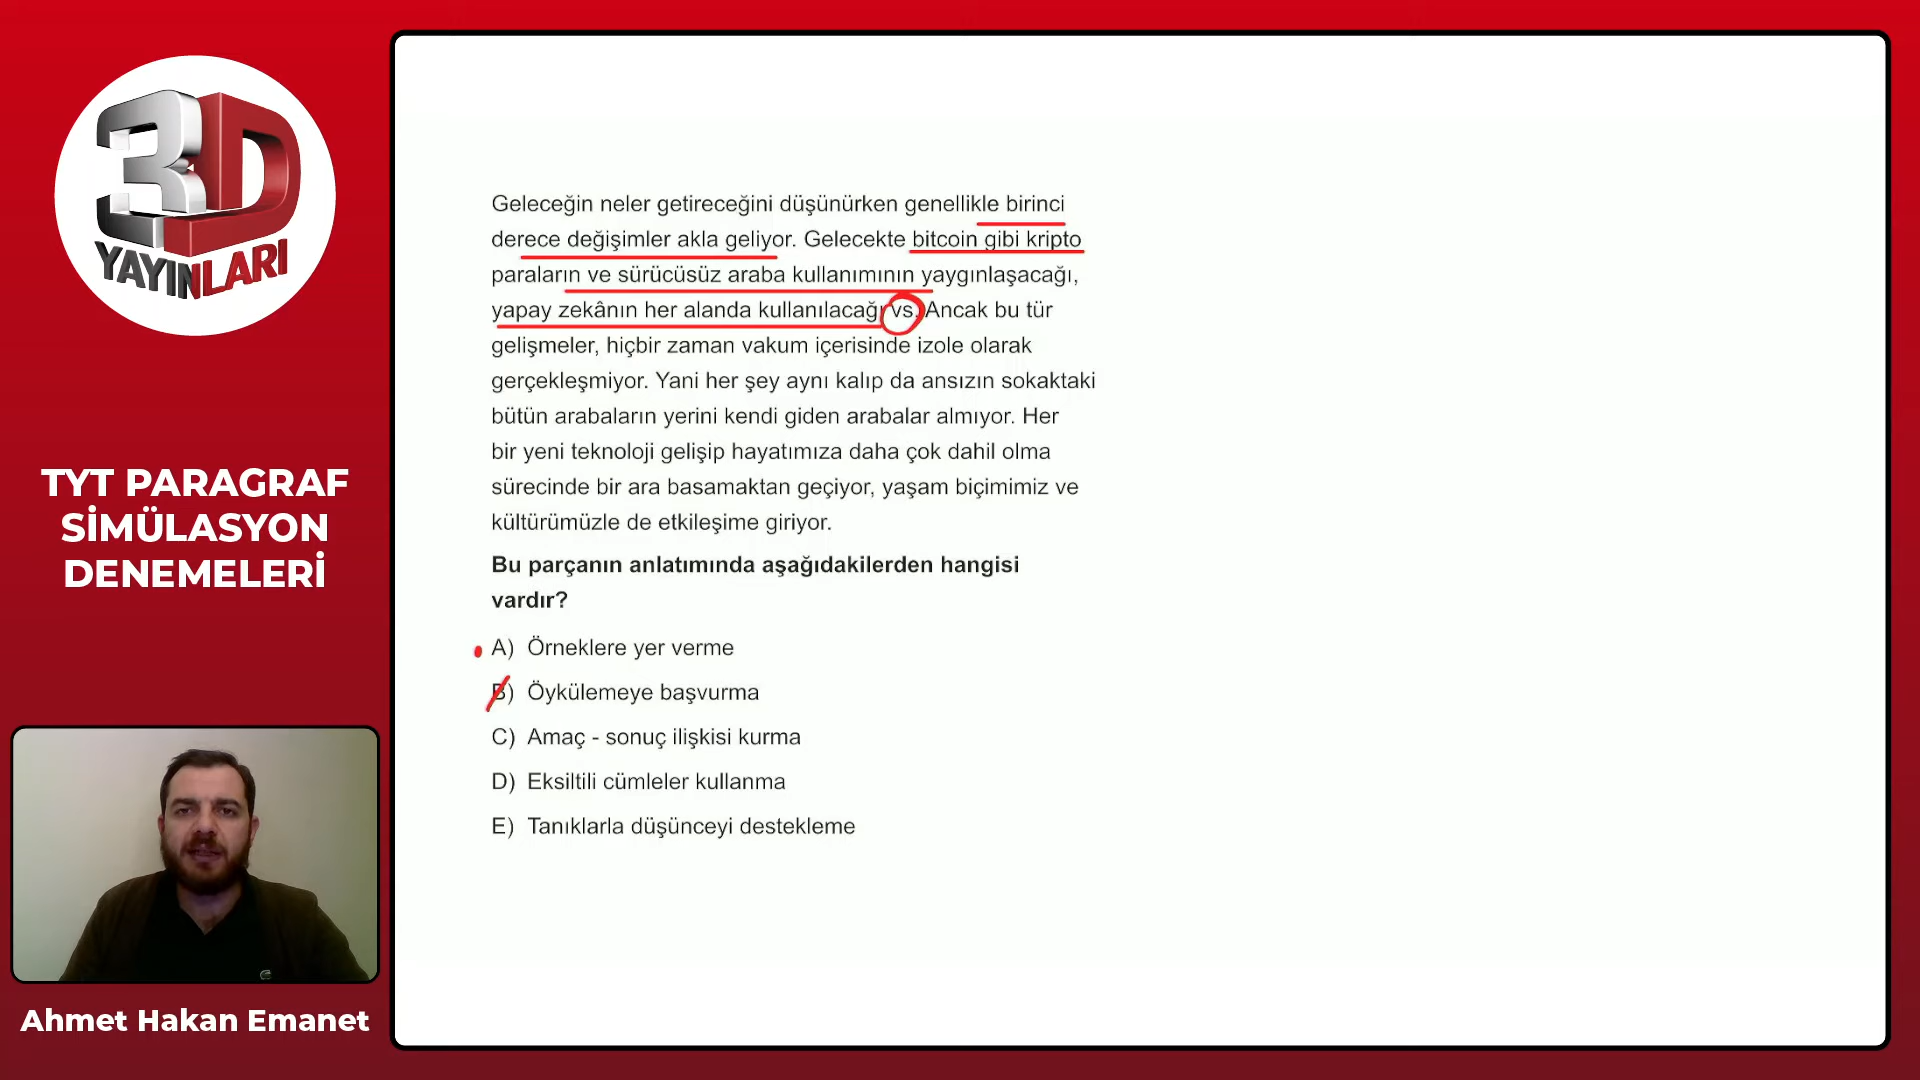 3D
YAYINLARI
TYT PARAGRAF
SİMÜLASYON
DENEMELERİ
Ahmet Hakan Emanet
Geleceğin neler getireceğini düşünürken genellikle birinci
derece değişimler akla geliyor. Gelecekte bitcoin gibi kripto
paraların ve sürücüsüz araba kullanımının yaygınlaşacağı,
yapay zekânın her alanda kullanılacağı vs. Ancak bu tür
gelişmeler, hiçbir zaman vakum içerisinde izole olarak
gerçekleşmiyor. Yani her şey aynı kalıp da ansızın sokaktaki
bütün arabaların yerini kendi giden arabalar almıyor. Her
bir yeni teknoloji gelişip hayatımıza daha çok dahil olma
sürecinde bir ara basamaktan geçiyor, yaşam biçimimiz ve
kültürümüzle de etkileşime giriyor.
Bu parçanın anlatımında aşağıdakilerden hangisi
vardır?
A) Örneklere yer verme
B) Öykülemeye başvurma
C) Amaç - sonuç ilişkisi kurma
D) Eksiltili cümleler kullanma
E) Tanıklarla düşünceyi destekleme